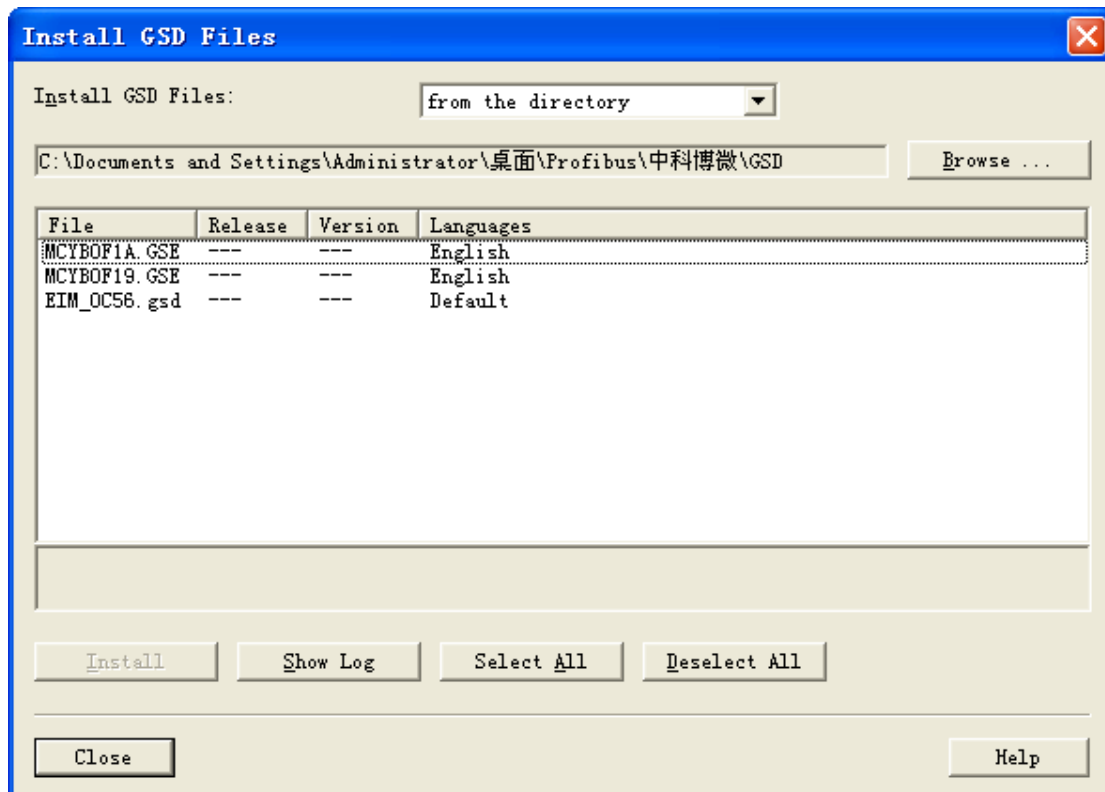 Install GSD Files
Install GSD Files: from the directory
C:\Documents and Settings\Administrator\桌面\Profibus\中科博微\GSD Browse ...
File Release Version Languages
MCYBOF1A.GSE --- --- English
MCYBOF19.GSE --- --- English
EIM_0C56.gsd --- --- Default
Install Show Log Select All Deselect All
Close Help